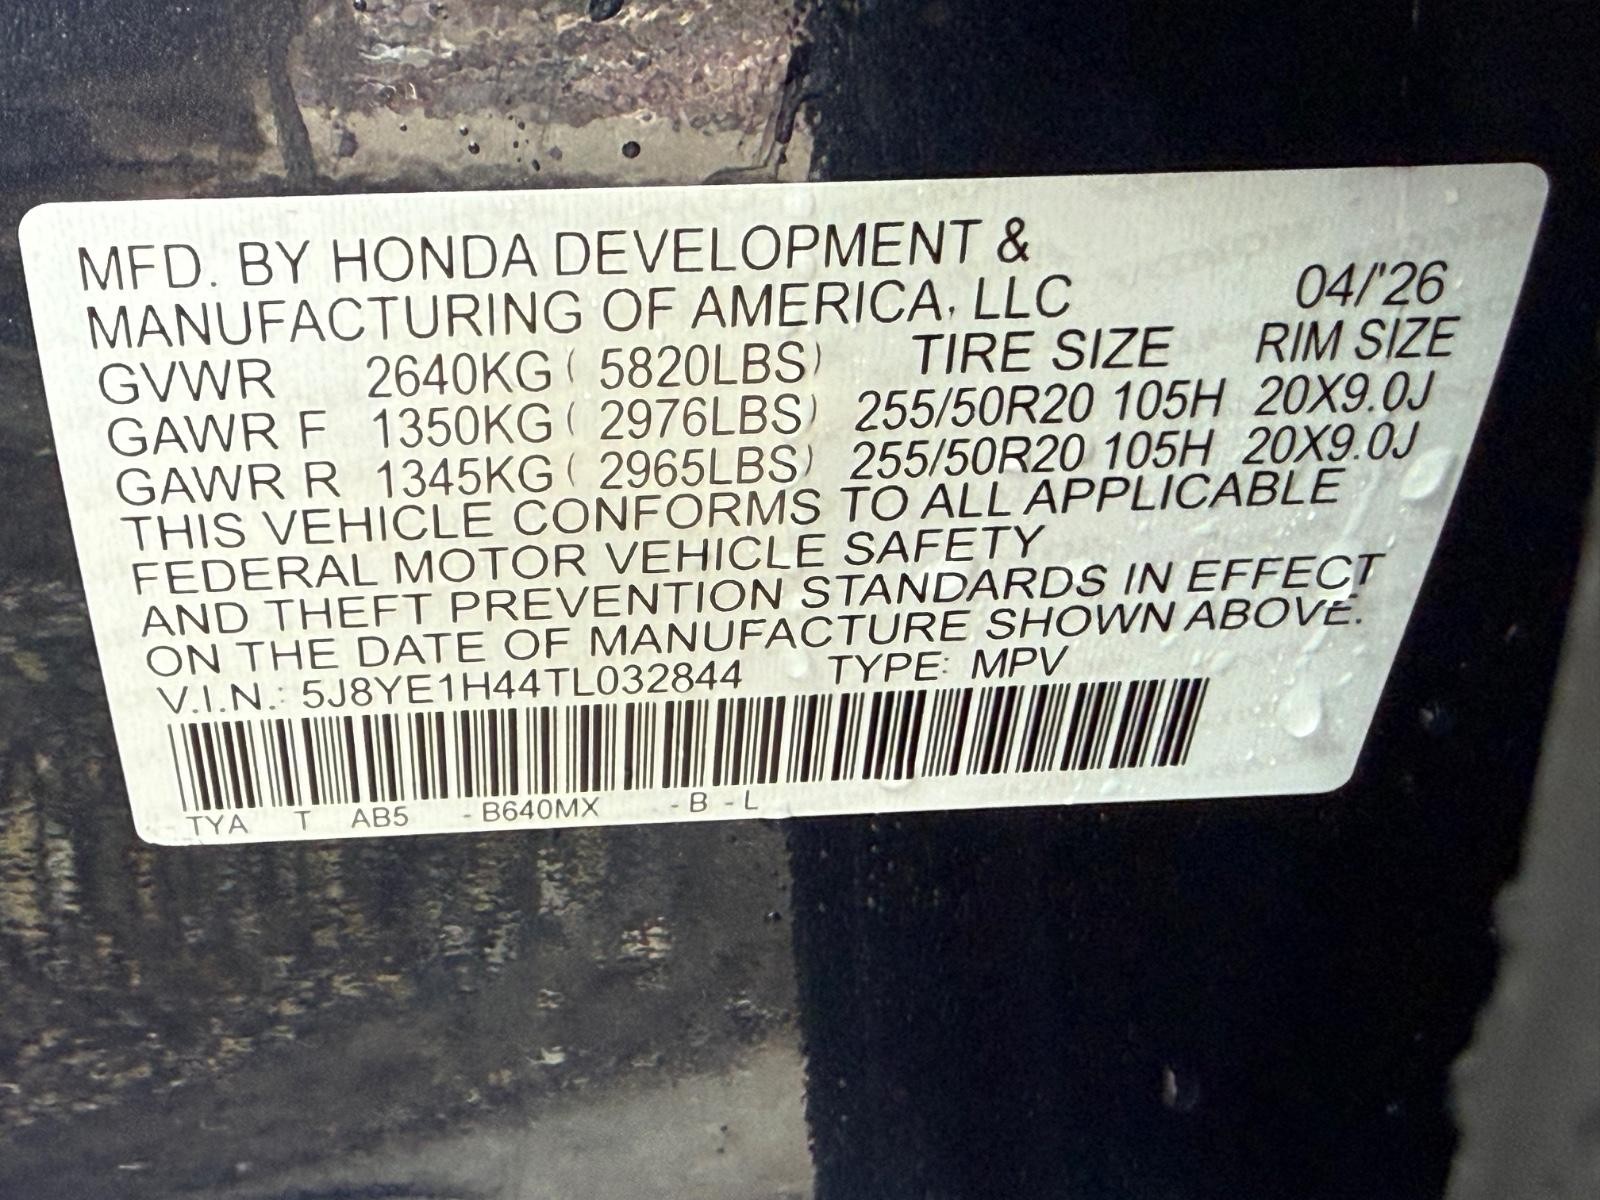 MFD. BY HONDA DEVELOPMENT &
MANUFACTURING OF AMERICA, LLC 04/'26
GVWR 2640KG ( 5820LBS) TIRE SIZE RIM SIZE
GAWR F 1350KG ( 2976LBS) 255/50R20 105H 20X9.0J
GAWR R 1345KG ( 2965LBS) 255/50R20 105H 20X9.0J
THIS VEHICLE CONFORMS TO ALL APPLICABLE
FEDERAL MOTOR VEHICLE SAFETY
AND THEFT PREVENTION STANDARDS IN EFFECT
ON THE DATE OF MANUFACTURE SHOWN ABOVE.
V.I.N.: 5J8YE1H44TL032844 TYPE: MPV
- TYA T AB5 - B640MX - B - L